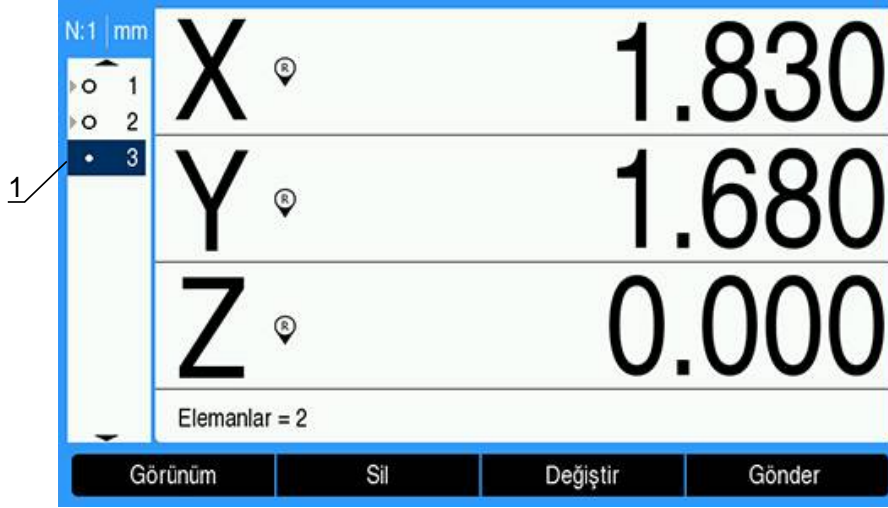 N:1 mm
1
2
3
1
X R 1.830
Y R 1.680
Z R 0.000
Elemanlar = 2
Görünüm Sil Değiştir Gönder